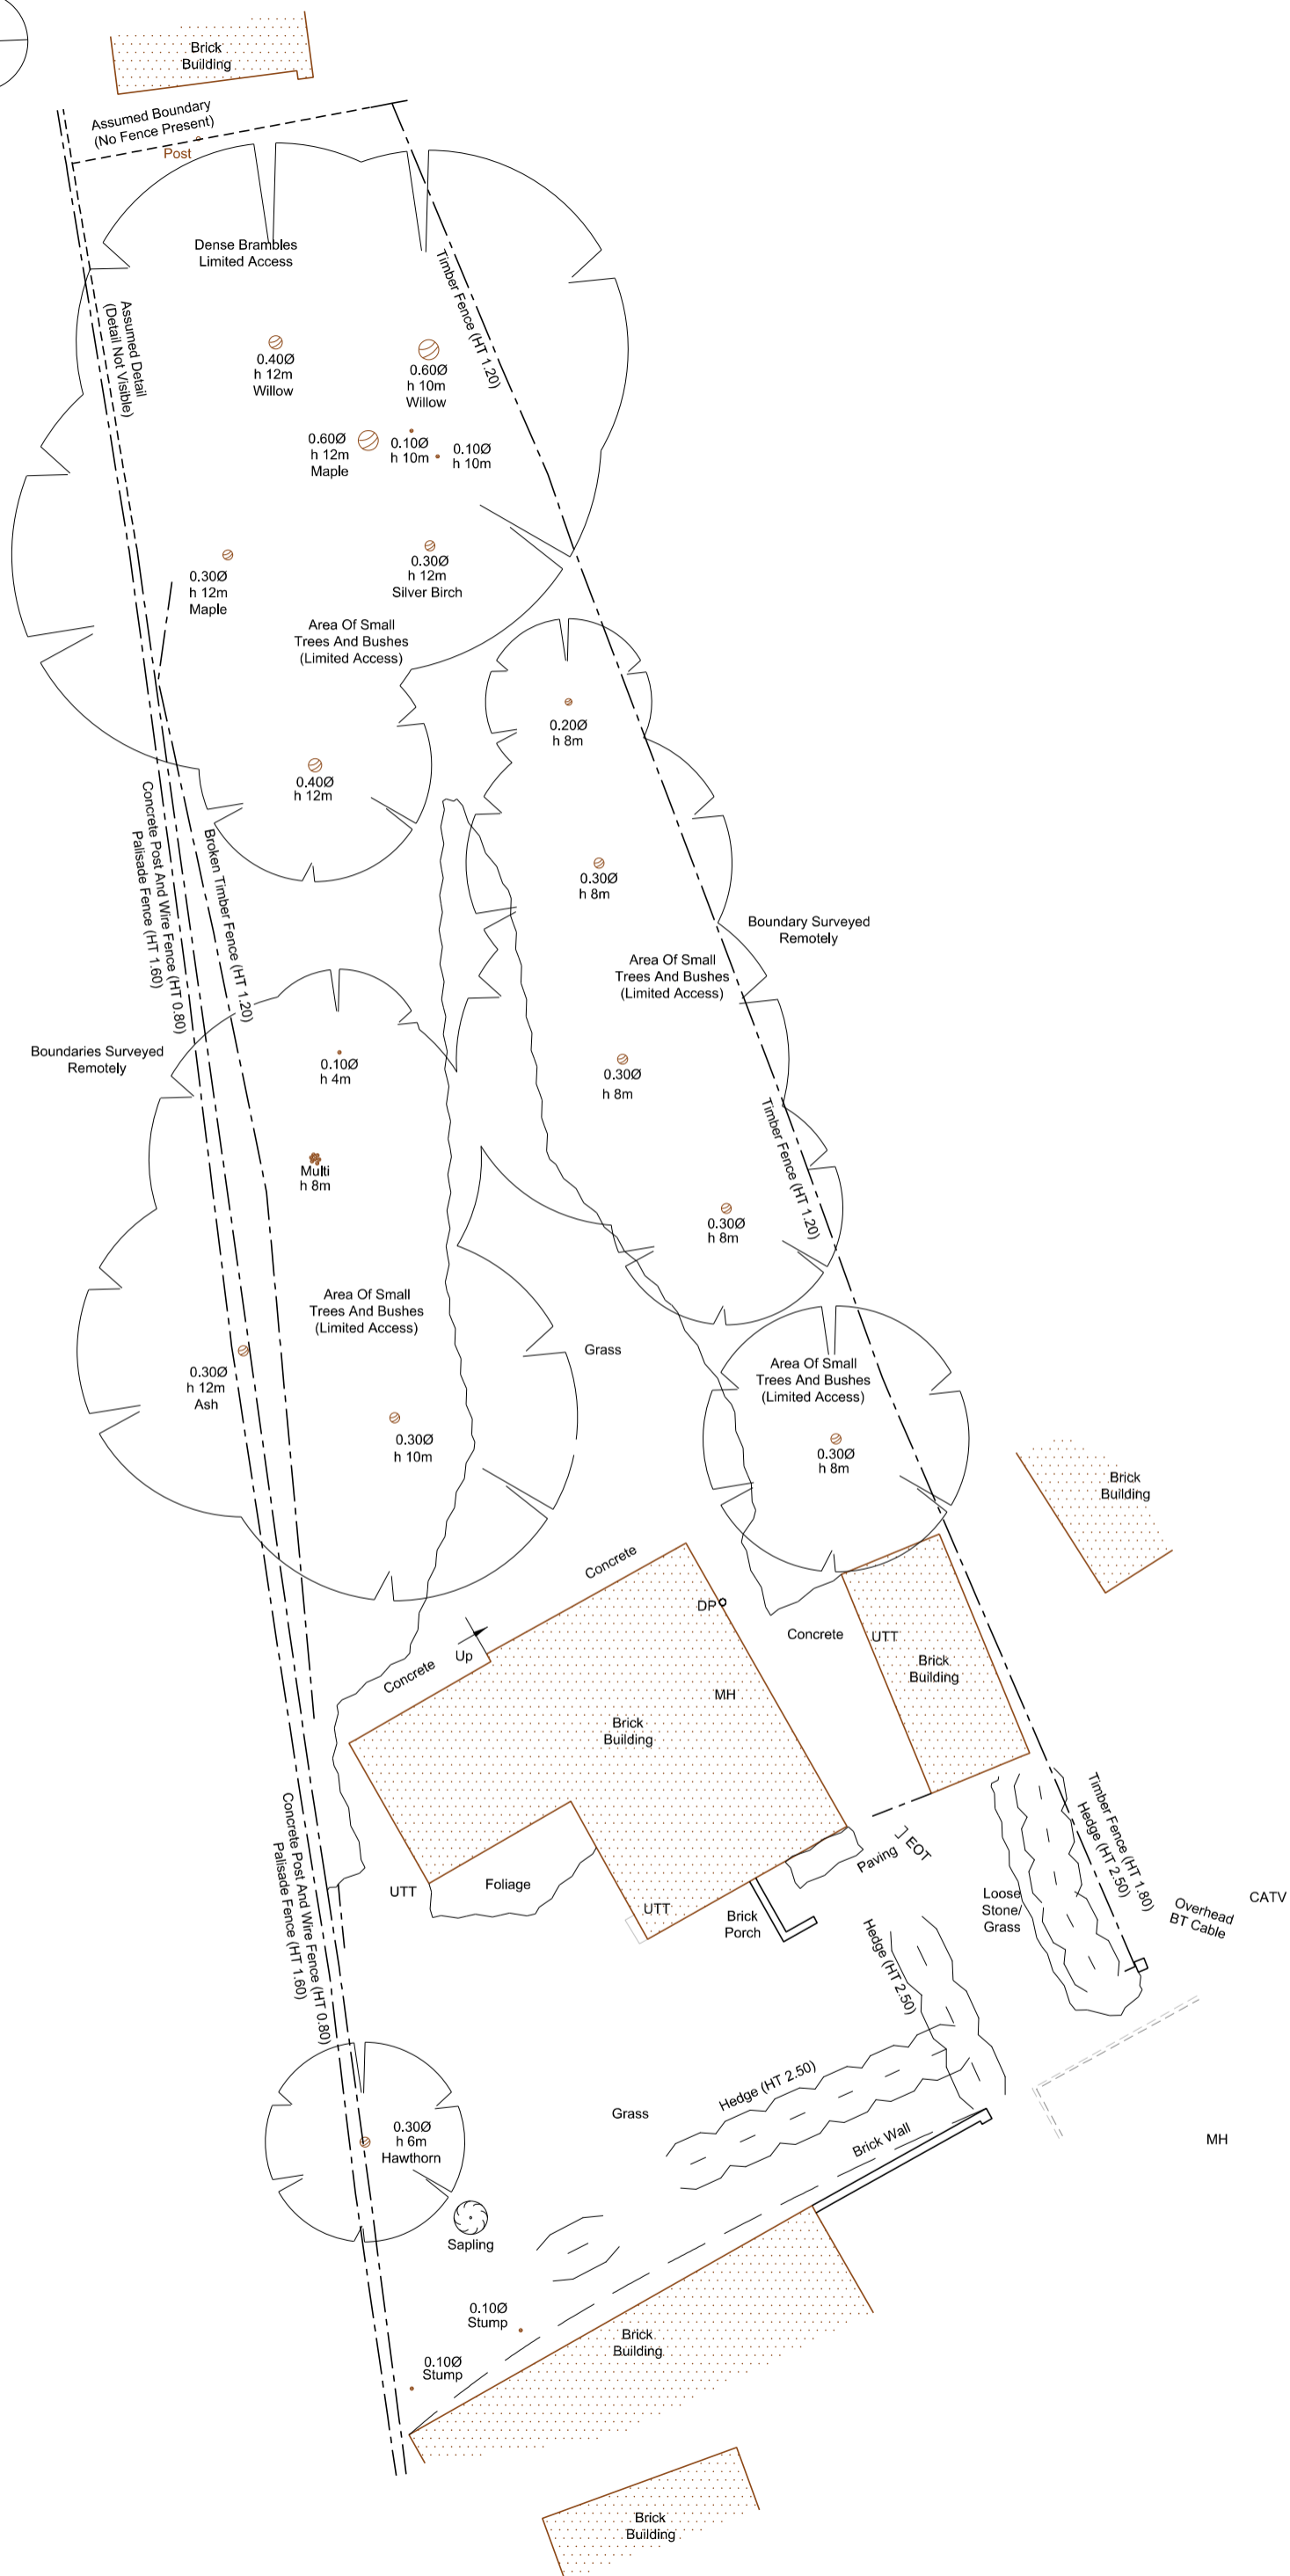 Brick
Building
Assumed Boundary
(No Fence Present)
Post
Dense Brambles
Limited Access
Timber Fence (HT 1.20)
Assumed Detail
(Detail Not Visible)
0.40Ø
h 12m
Willow
0.60Ø
h 10m
Willow
0.60Ø
h 12m
Maple
0.10Ø
h 10m
0.10Ø
h 10m
0.30Ø
h 12m
Maple
0.30Ø
h 12m
Silver Birch
Area Of Small
Trees And Bushes
(Limited Access)
0.20Ø
h 8m
0.40Ø
h 12m
Concrete Post And Wire Fence (HT 0.80)
Palisade Fence (HT 1.60)
Broken Timber Fence (HT 1.20)
0.30Ø
h 8m
Boundary Surveyed
Remotely
Area Of Small
Trees And Bushes
(Limited Access)
Boundaries Surveyed
Remotely
0.10Ø
h 4m
0.30Ø
h 8m
Timber Fence (HT 1.20)
Multi
h 8m
0.30Ø
h 8m
Area Of Small
Trees And Bushes
(Limited Access)
Grass
0.30Ø
h 12m
Ash
Area Of Small
Trees And Bushes
(Limited Access)
0.30Ø
h 10m
0.30Ø
h 8m
Brick
Building
Concrete
DP
Concrete
UTT
Up
Concrete
Brick
Building
MH
Brick
Building
Timber Fence (HT 1.80)
Hedge (HT 2.50)
Concrete Post And Wire Fence (HT 0.80)
Palisade Fence (HT 1.60)
EOT
Paving
UTT
Foliage
UTT
Brick
Porch
Loose
Stone/
Grass
Overhead
BT Cable
CATV
Hedge (HT 2.50)
Hedge (HT 2.50)
Grass
0.30Ø
h 6m
Hawthorn
Brick Wall
MH
Sapling
0.10Ø
Stump
Brick
Building
0.10Ø
Stump
Brick
Building